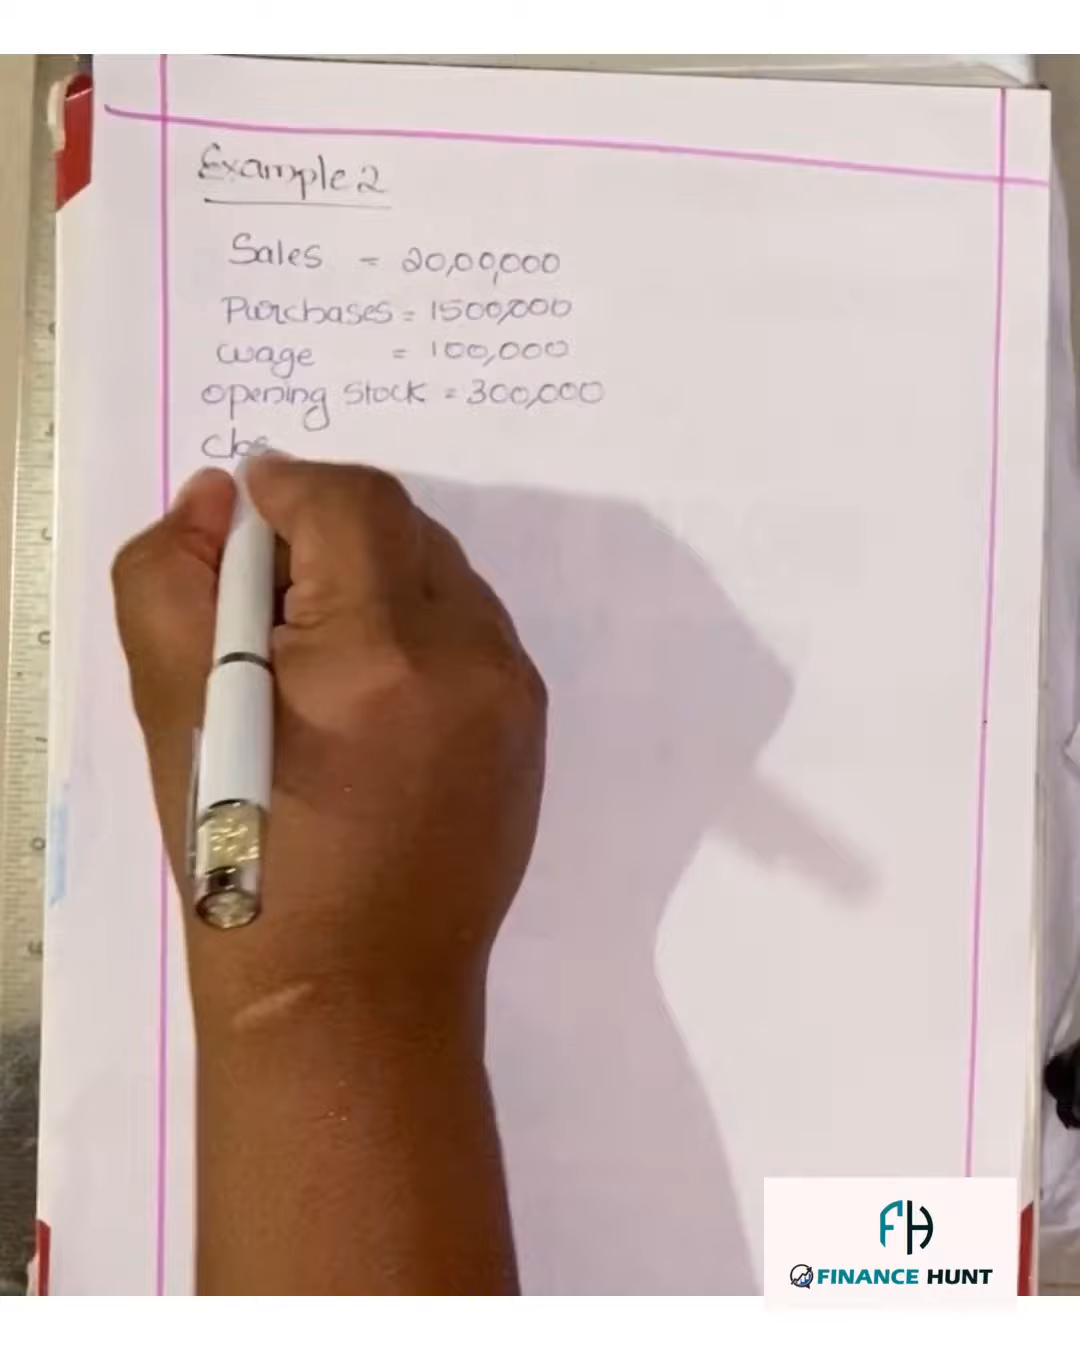 Example 2
Sales = 20,00,000
Purchases = 1500,000
wage = 100,000
opening stock = 300,000
Clos
FH
FINANCE HUNT